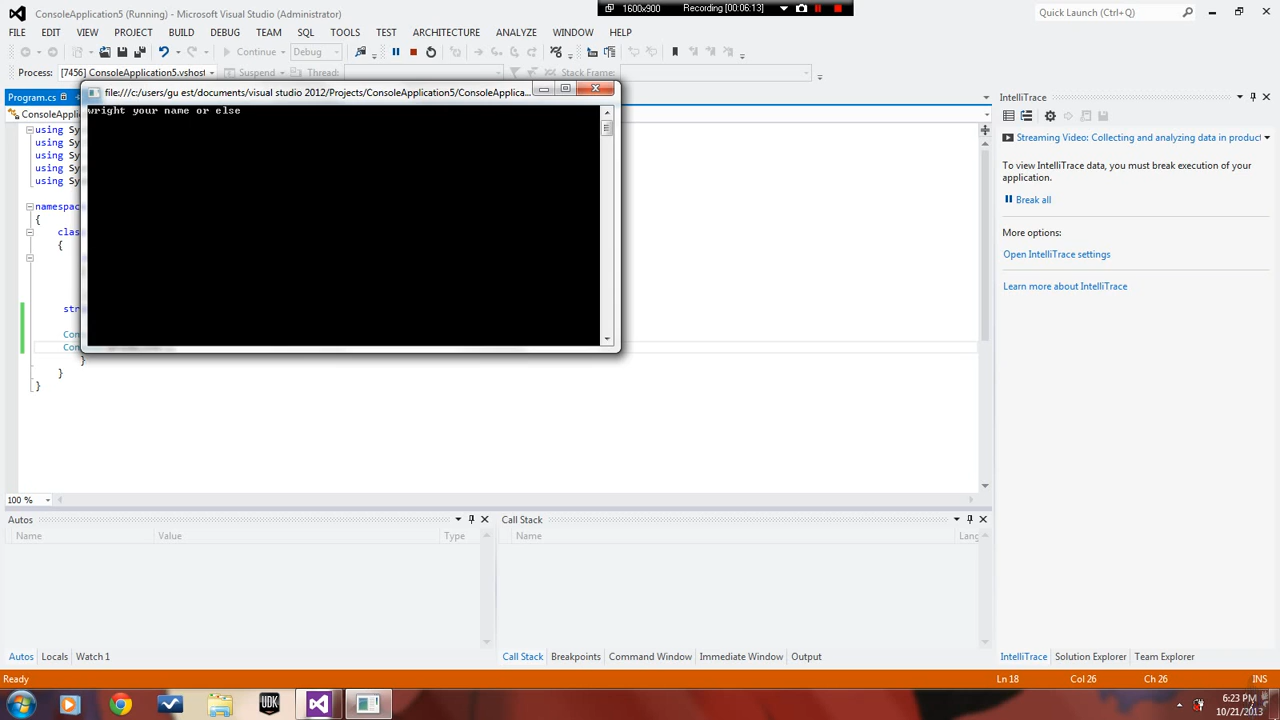 ConsoleApplication5 (Running) - Microsoft Visual Studio (Administrator)
1600x900
Recording [00:06:13]
Quick Launch (Ctrl+Q)
FILE EDIT VIEW PROJECT BUILD DEBUG TEAM SQL TOOLS TEST ARCHITECTURE ANALYZE WINDOW HELP
Continue Debug
Process: [7456] ConsoleApplication5.vshost Suspend Thread: Stack Frame:
file:///c:/users/gu est/documents/visual studio 2012/Projects/ConsoleApplication5/ConsoleApplica...
wright your name or else
Program.cs
ConsoleApplic
using Sy
using Sy
using Sy
using Sy
using Sy
namespac
{
clas
{
str
Con
Con
}
}
}
100 %
IntelliTrace
Streaming Video: Collecting and analyzing data in product
To view IntelliTrace data, you must break execution of your
application.
Break all
More options:
Open IntelliTrace settings
Learn more about IntelliTrace
Autos
Name Value Type
Call Stack
Name Lang
Autos Locals Watch 1
Call Stack Breakpoints Command Window Immediate Window Output
IntelliTrace Solution Explorer Team Explorer
Ready Ln 18 Col 26 Ch 26 INS
UDK
6:23 PM
10/21/2013